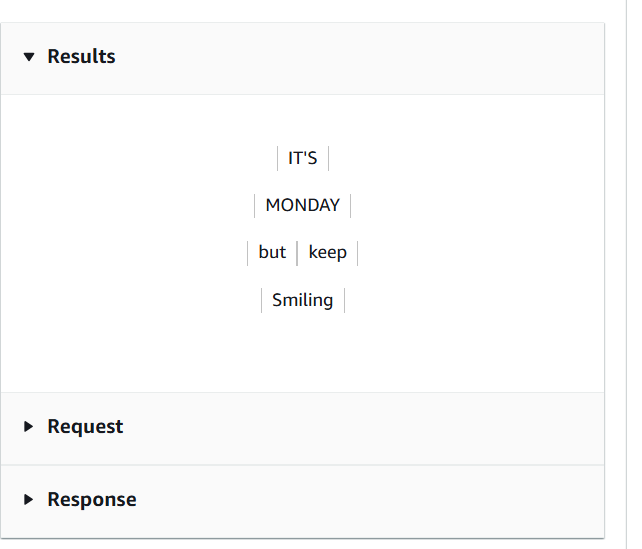 Results
IT'S
MONDAY
but keep
Smiling
Request
Response